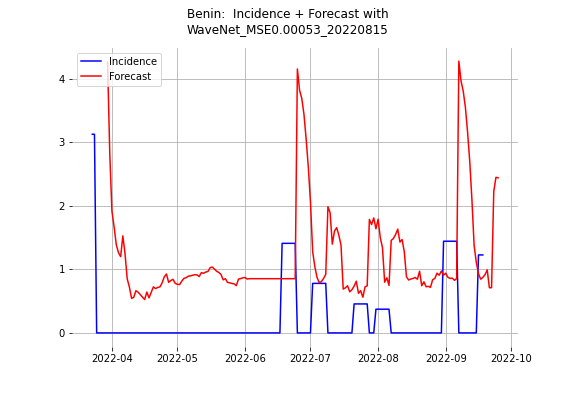 Benin:  Incidence + Forecast with
WaveNet_MSE0.00053_20220815
Incidence
Forecast
4
3
2
1
0
2022-04 2022-05 2022-06 2022-07 2022-08 2022-09 2022-10